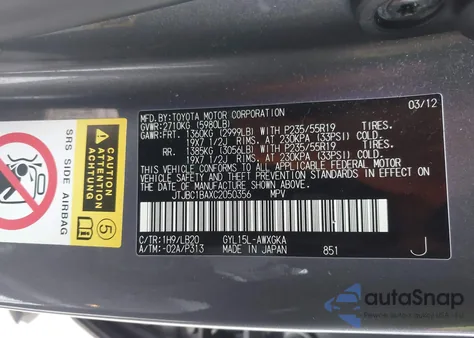 03/12
MFD.BY:TOYOTA MOTOR CORPORATION
GVWR:2710KG (5980LB)
GAWR:FRT. 1360KG (2999LB) WITH P235/55R19 TIRES.
19X7 1/2J RIMS, AT 230KPA (33PSI) COLD.
RR. 1385KG (3054LB) WITH P235/55R19 TIRES.
19X7 1/2J RIMS, AT 230KPA (33PSI) COLD.
THIS VEHICLE CONFORMS TO ALL APPLICABLE FEDERAL MOTOR
VEHICLE SAFETY AND THEFT PREVENTION STANDARDS IN EFFECT
ON THE DATE OF MANUFACTURE SHOWN ABOVE.
JTJBC1BAXC2050356 MPV
C/TR:1H9/LB20 GYL15L-AWXGKA
A/TM:-02A/P313 MADE IN JAPAN 851 J
SRS SIDE AIRBAG
CAUTION
ACHTUNG
5
autoSnap